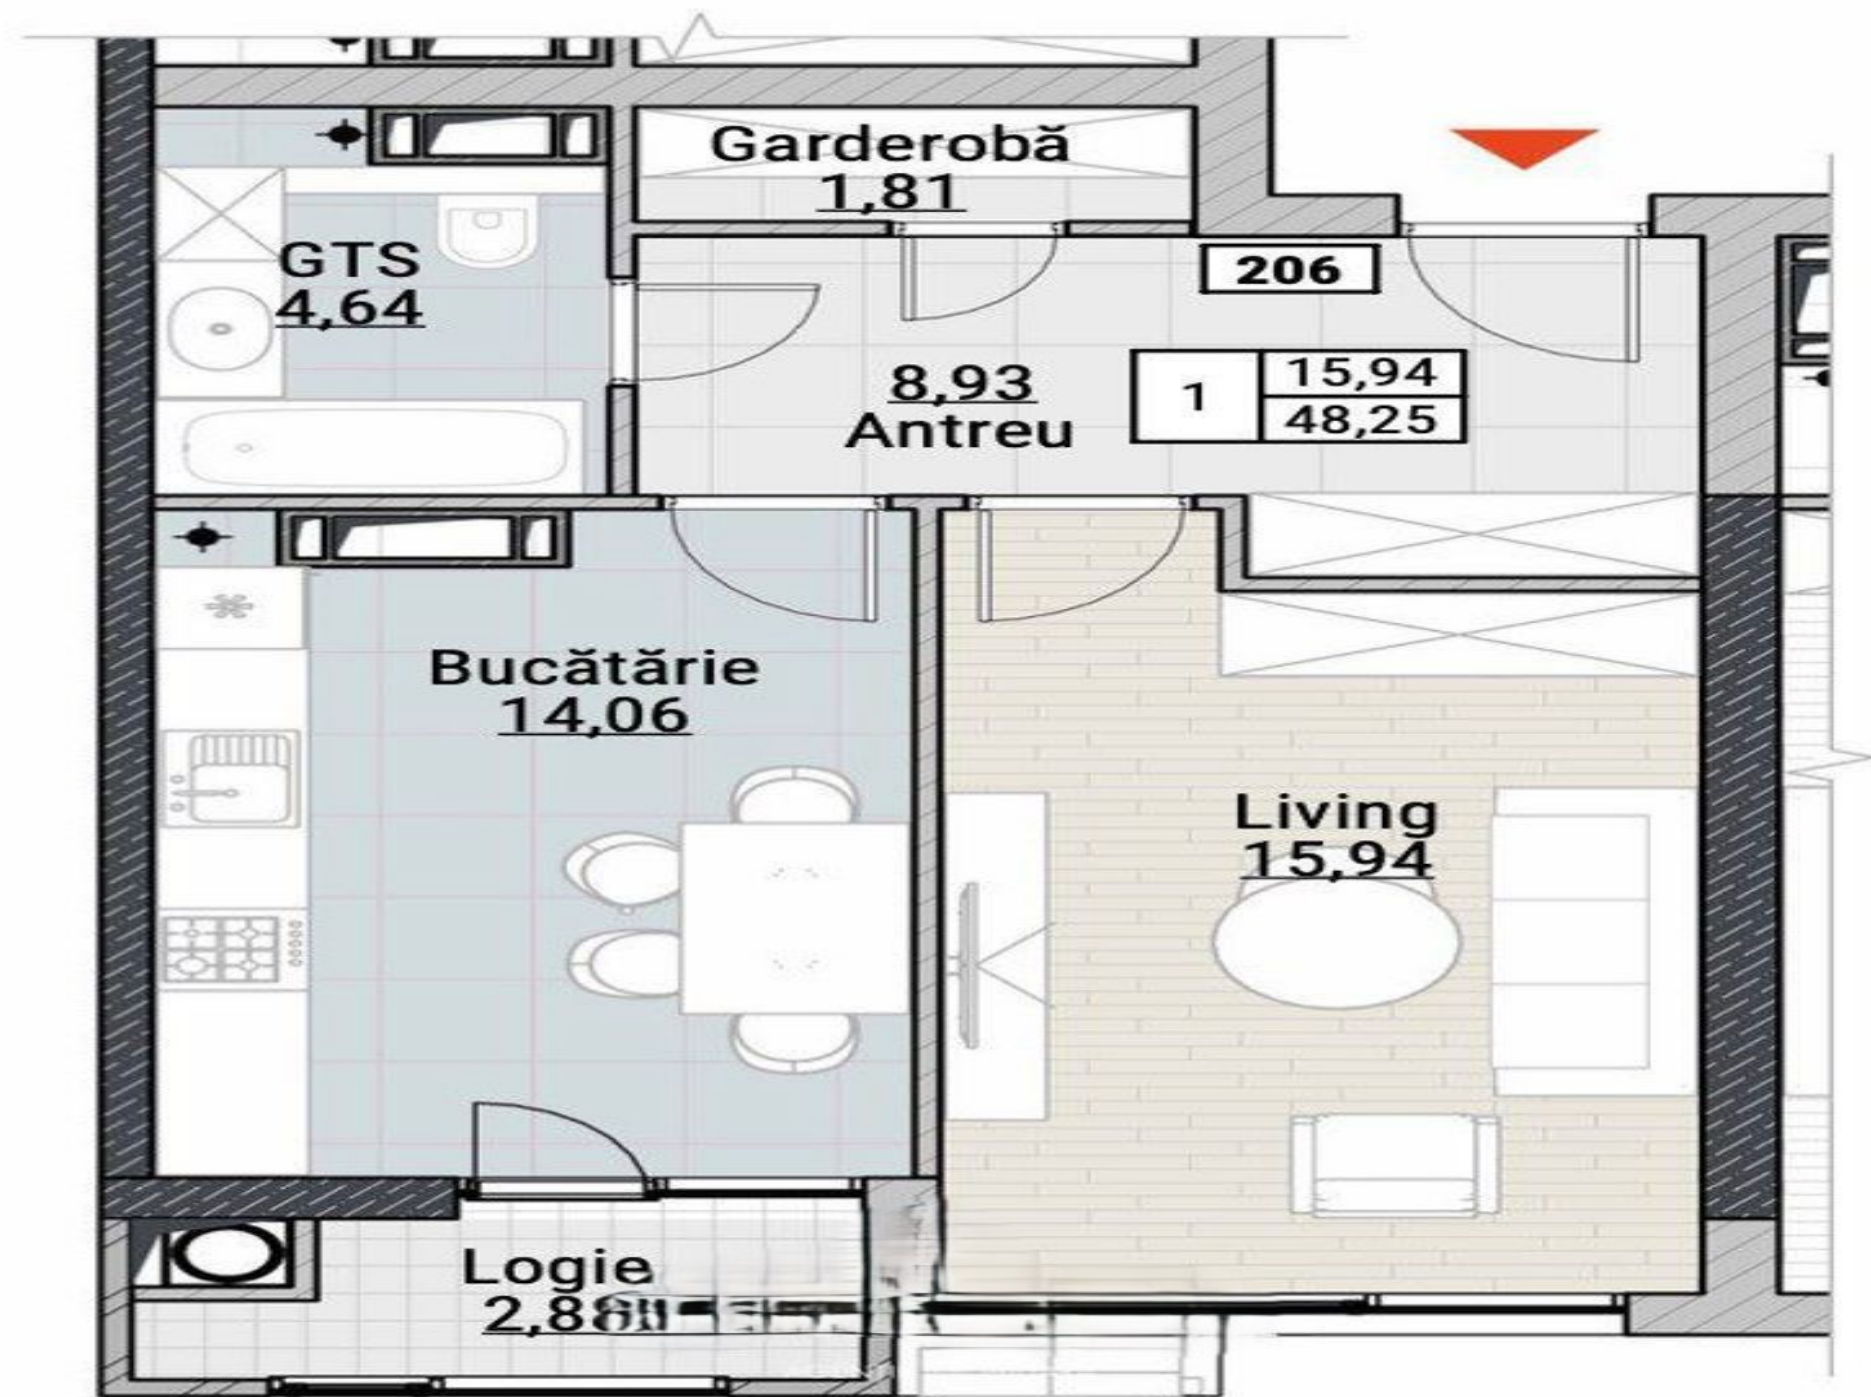 Garderobă
1,81
GTS
4,64
206
8,93
Antreu
1
15,94
48,25
Bucătărie
14,06
Living
15,94
Logie